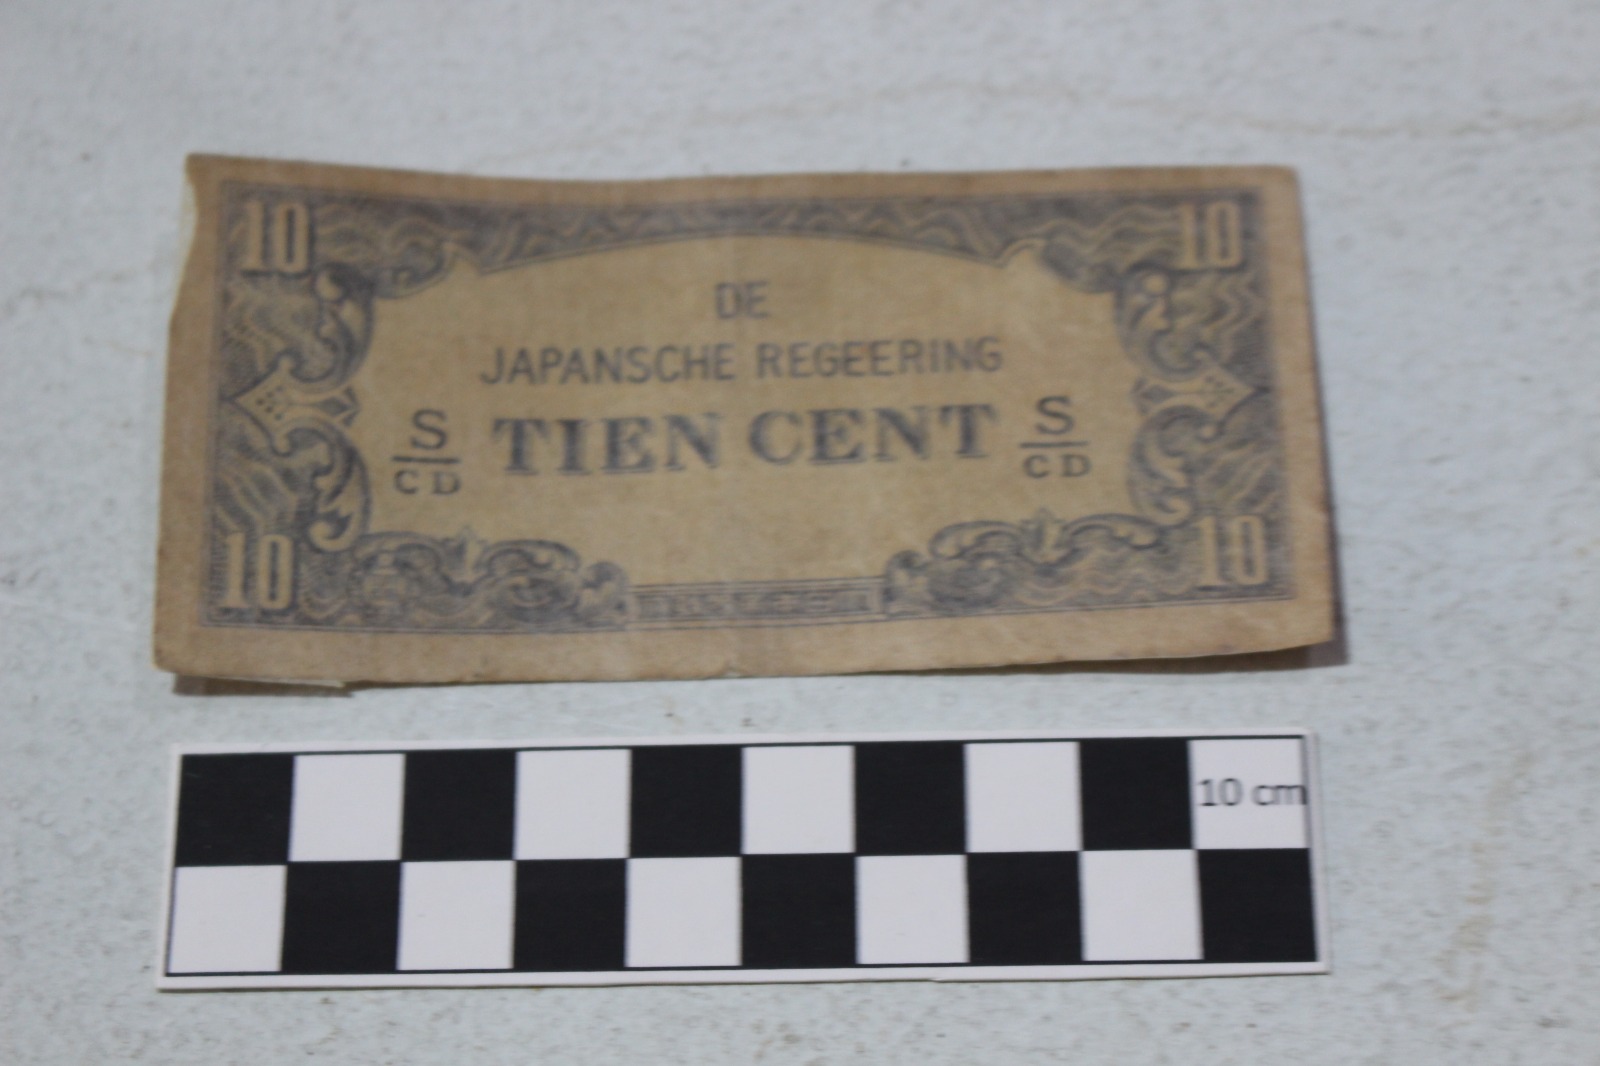 10 10
DE
JAPANSCHE REGEERING
S/CD TIEN CENT S/CD
10 10
10 cm